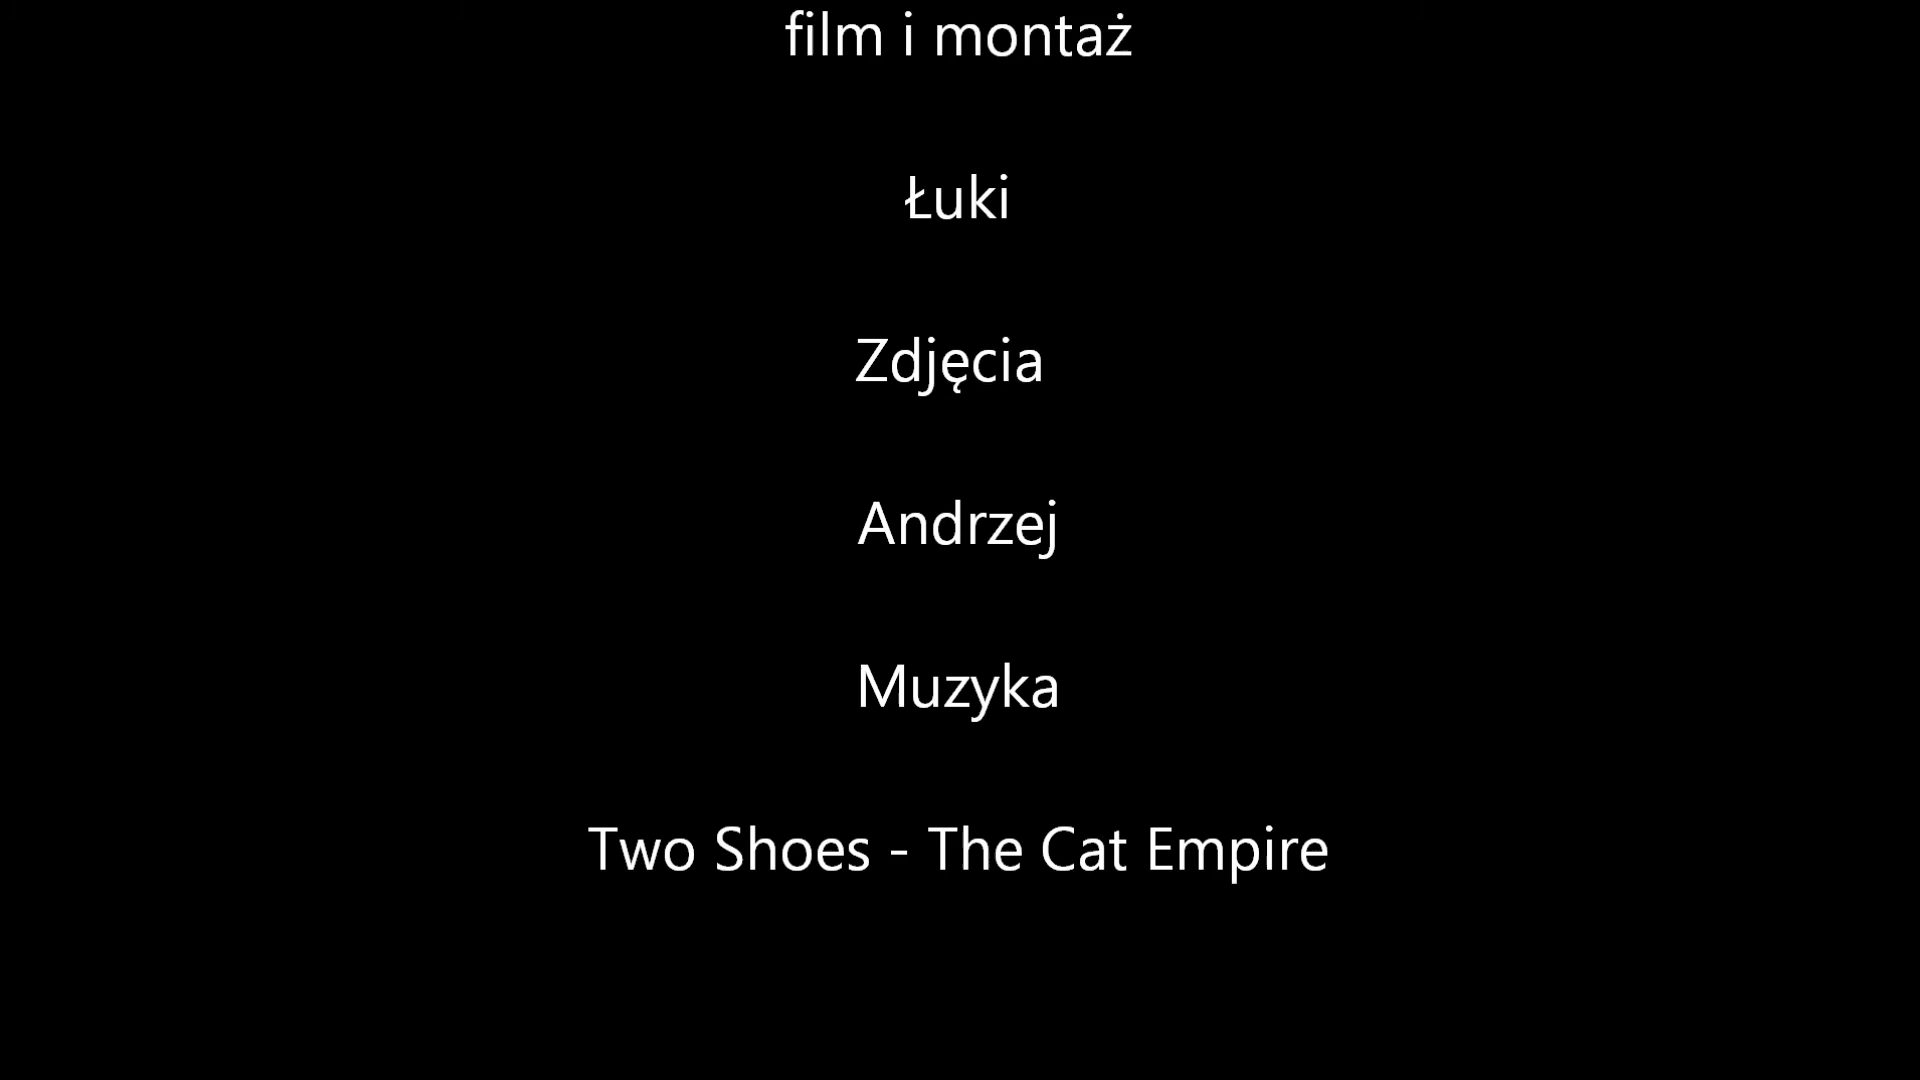 film i montaż
Łuki
Zdjęcia
Andrzej
Muzyka
Two Shoes - The Cat Empire